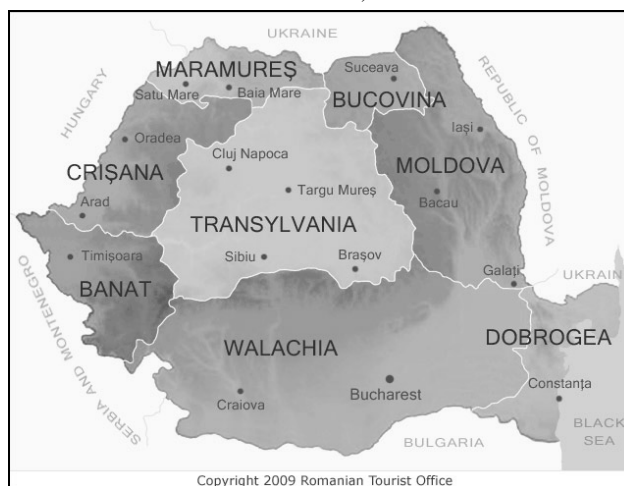 UKRAINE
MARAMUREŞ
Satu Mare
Baia Mare
Suceava
BUCOVINA
HUNGARY
REPUBLIC OF MOLDOVA
Oradea
Iași
CRIŞANA
Cluj Napoca
MOLDOVA
Targu Mureș
Bacau
Arad
TRANSYLVANIA
Timișoara
Sibiu
Brașov
BANAT
Galați
UKRAIN
SERBIA AND MONTENEGRO
WALACHIA
DOBROGEA
Craiova
Bucharest
Constanța
BULGARIA
BLACK
SEA
Copyright 2009 Romanian Tourist Office